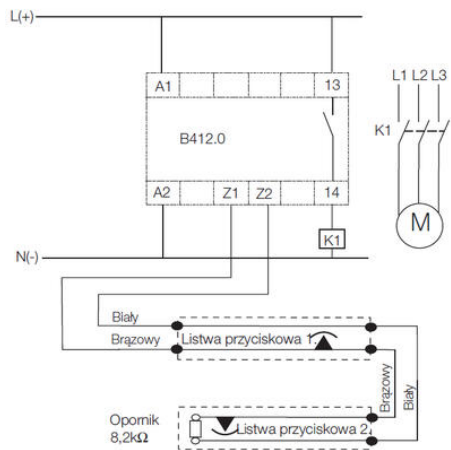 L(+)
A1
13
L1 L2 L3
B412.0
K1
A2
Z1
Z2
14
M
K1
N(-)
Biały
Brązowy
Listwa przyciskowa 1.
Brązowy
Biały
Opornik
8,2kΩ
Listwa przyciskowa 2.